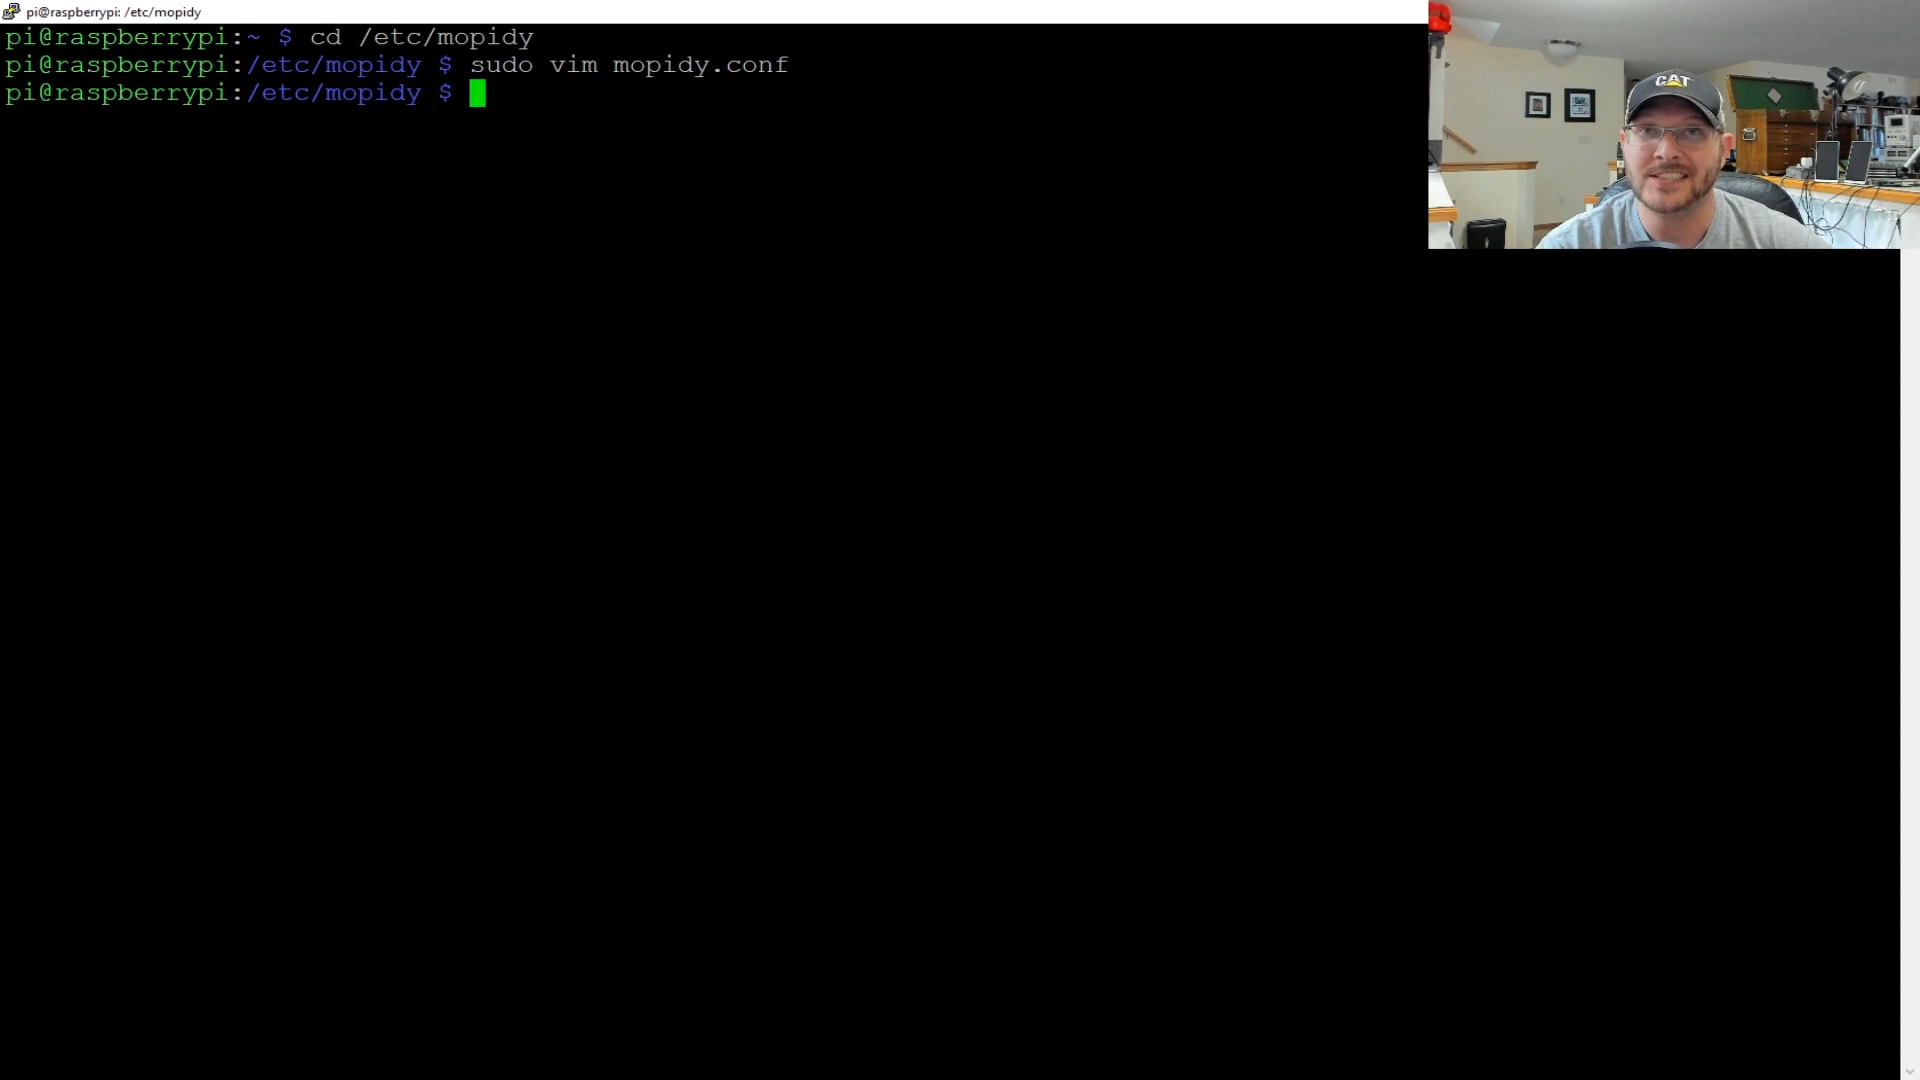 pi@raspberrypi: /etc/mopidy
pi@raspberrypi:~ $ cd /etc/mopidy
pi@raspberrypi:/etc/mopidy $ sudo vim mopidy.conf
pi@raspberrypi:/etc/mopidy $
CAT